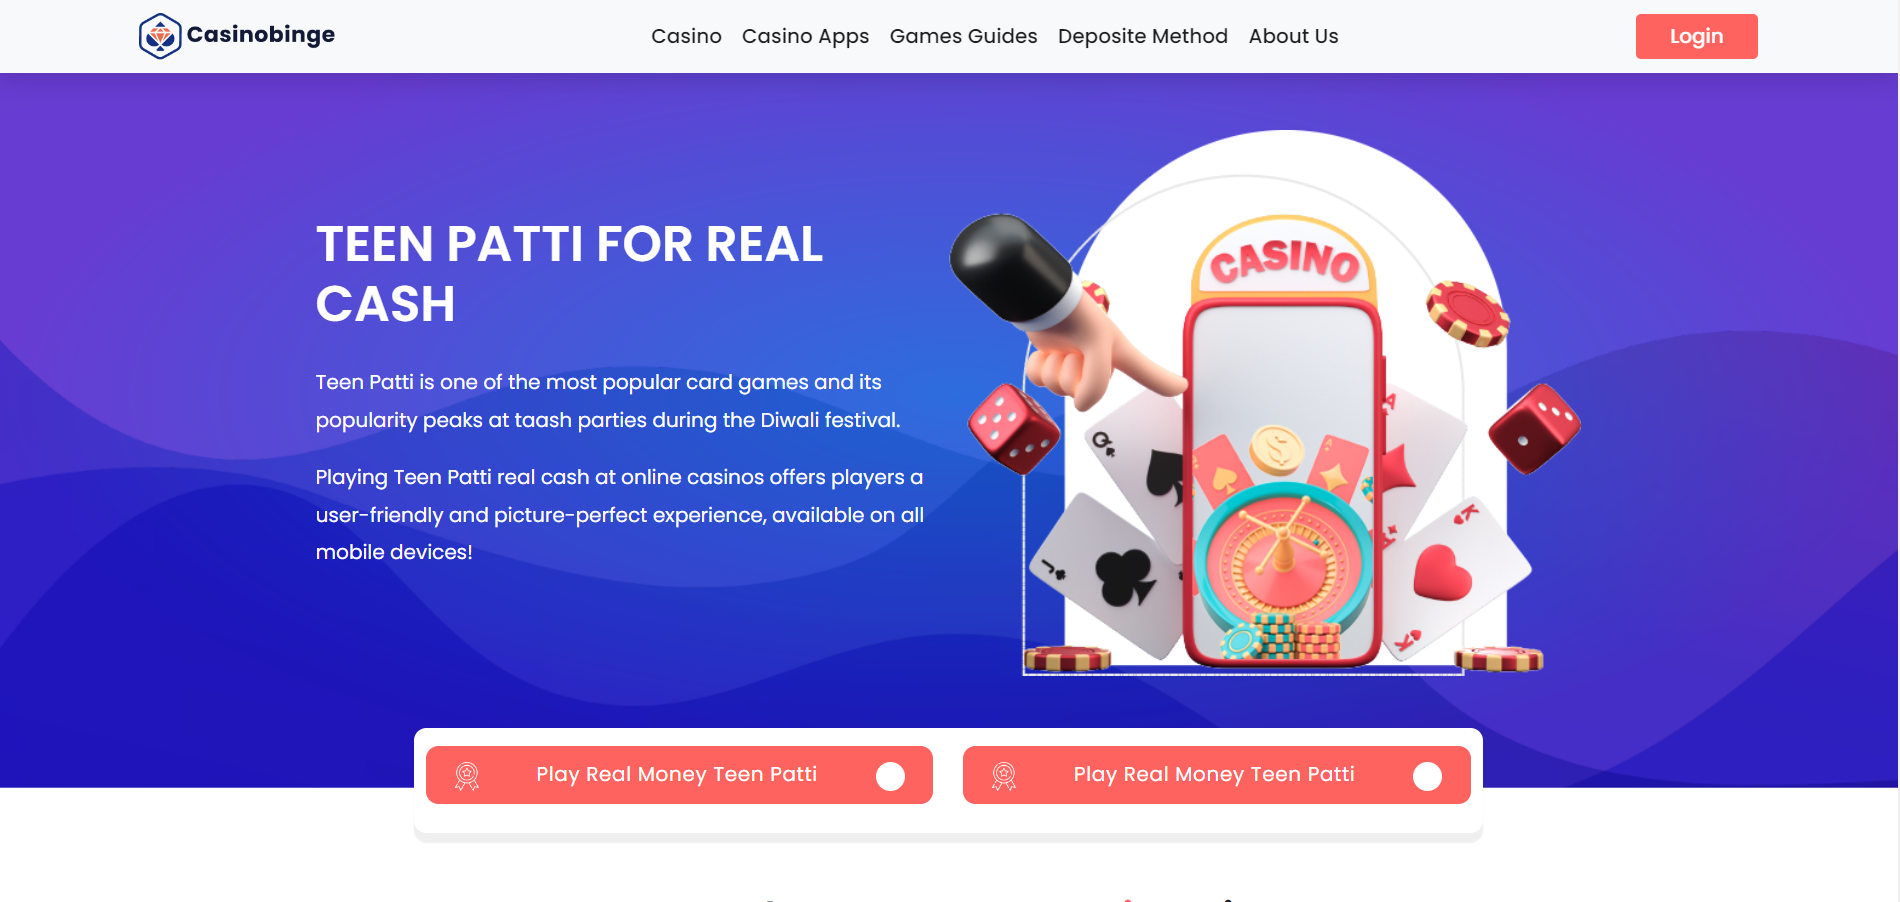 Casinobinge
Casino
Casino Apps
Games Guides
Deposite Method
About Us
Login
TEEN PATTI FOR REAL
CASH
Teen Patti is one of the most popular card games and its
popularity peaks at taash parties during the Diwali festival.
Playing Teen Patti real cash at online casinos offers players a
user-friendly and picture-perfect experience, available on all
mobile devices!
CASINO
Q
A
J
K
K
A
Play Real Money Teen Patti
Play Real Money Teen Patti